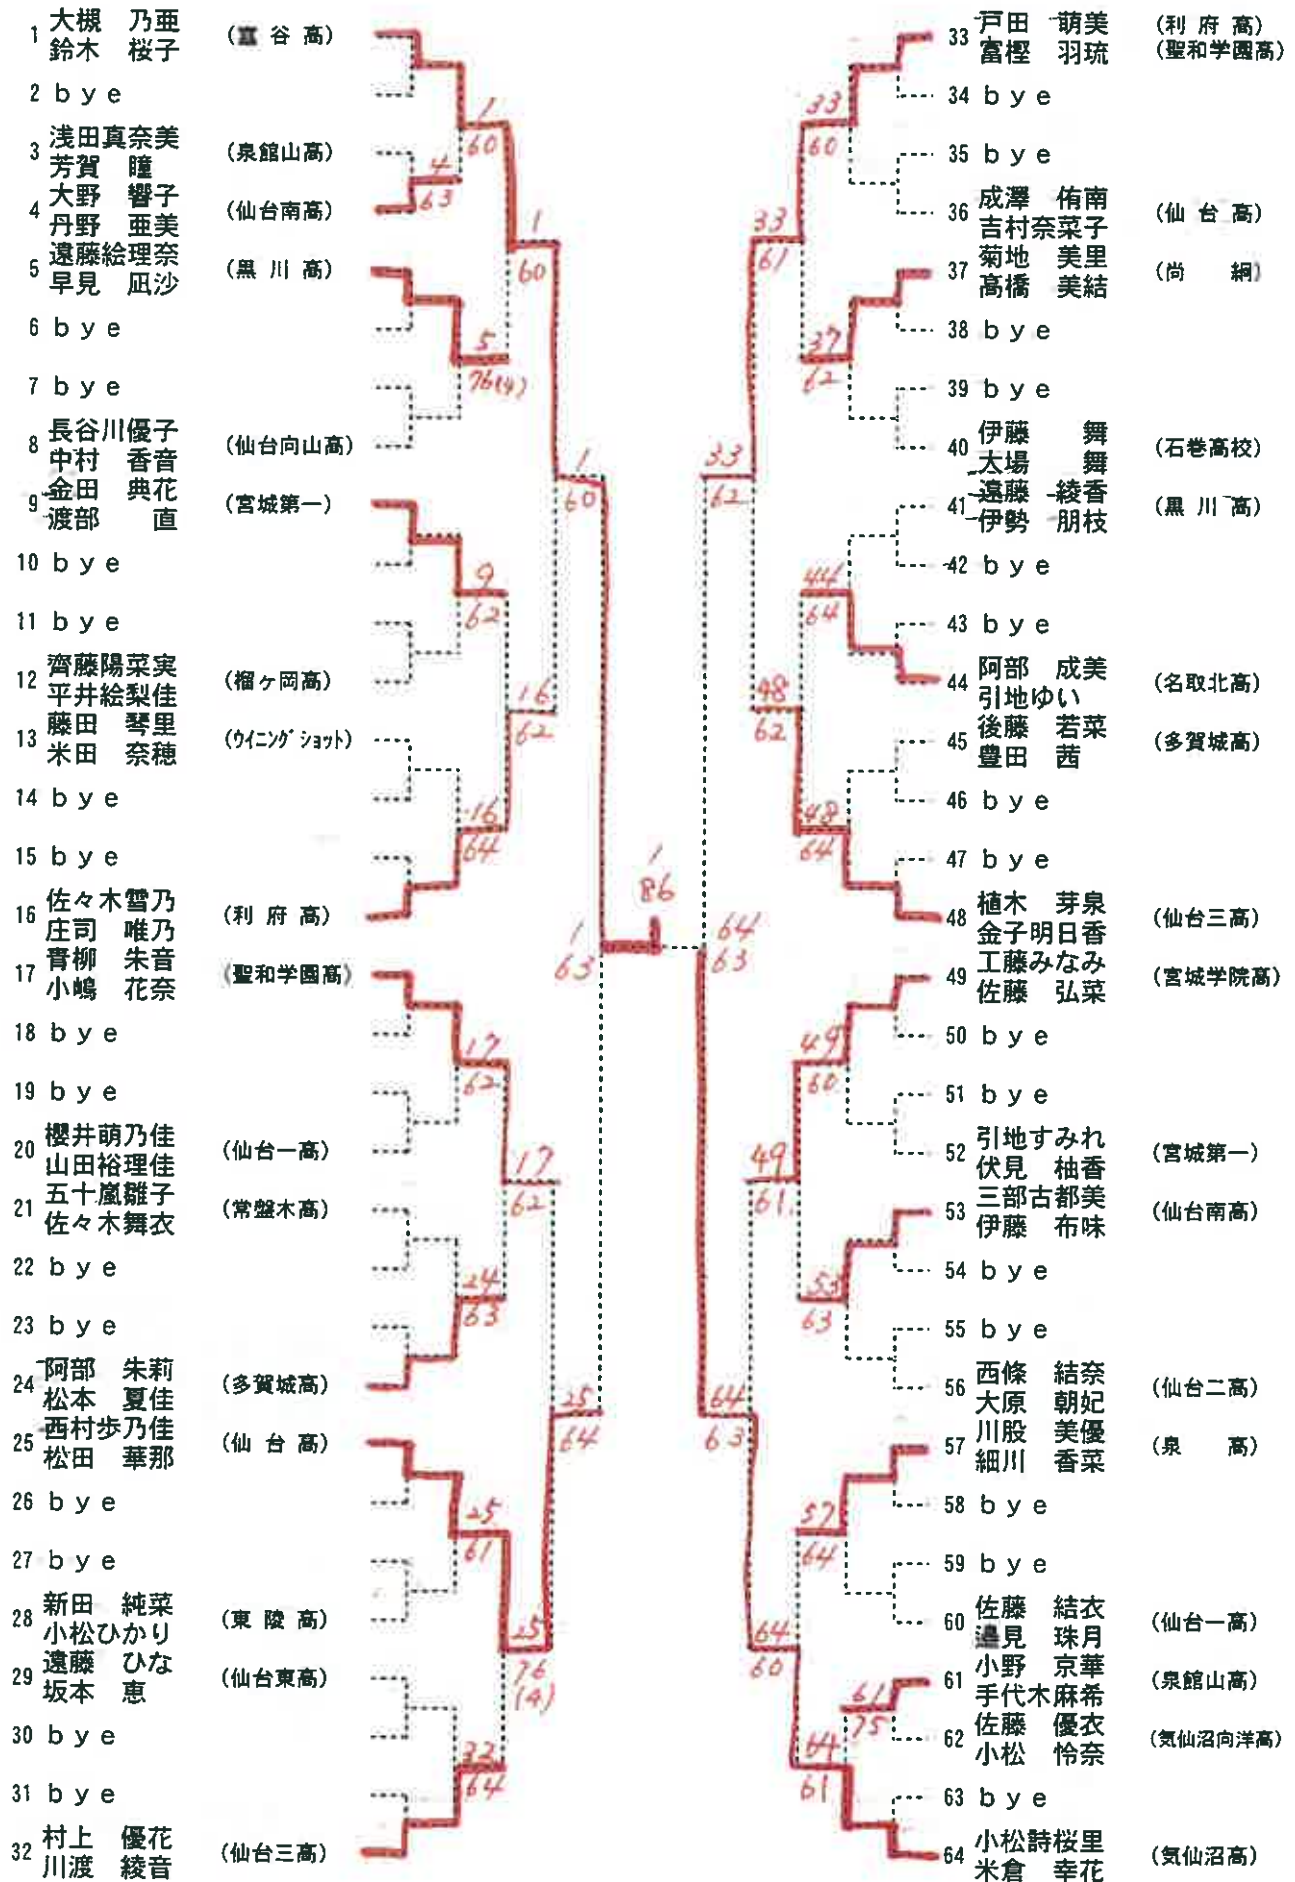 1 大槻 乃亜 (富谷高)
鈴木 桜子
2 bye
3 浅田真奈美 (泉館山高)
芳賀 瞳
4 大野 響子 (仙台南高)
丹野 亜美
5 遠藤絵理奈 (黒川高)
早見 凪沙
6 bye
7 bye
8 長谷川優子 (仙台向山高)
中村 香音
9 金田 典花 (宮城第一)
渡部 直
10 bye
11 bye
12 齊藤陽菜実 (榴ヶ岡高)
平井絵梨佳
13 藤田 琴里 (ウイニングショット)
米田 奈穂
14 bye
15 bye
16 佐々木雪乃 (利府高)
庄司 唯乃
17 青柳 朱音 (聖和学園高)
小嶋 花奈
18 bye
19 bye
20 櫻井萌乃佳 (仙台一高)
山田裕理佳
21 五十嵐雛子 (常盤木高)
佐々木舞衣
22 bye
23 bye
24 阿部 朱莉 (多賀城高)
松本 夏佳
25 西村歩乃佳 (仙台高)
松田 華那
26 bye
27 bye
28 新田 純菜 (東陵高)
小松ひかり
29 遠藤 ひな (仙台東高)
坂本 恵
30 bye
31 bye
32 村上 優花 (仙台三高)
川渡 綾音
1
60
4
63
5
76(4)
9
62
16
64
17
62
24
63
25
61
32
64
1
60
16
62
17
62
25
76
(4)
1
60
25
64
1
63
1
86
64
63
33
62
64
63
33
61
48
62
49
61
64
60
33
60
37
62
44
64
48
64
49
60
53
63
57
64
61
75
64
61
33 戸田 萌美 (利府高)
富樫 羽琉 (聖和学園高)
34 bye
35 bye
36 成澤 侑南 (仙台高)
吉村奈菜子
37 菊地 美里 (尚絅)
高橋 美結
38 bye
39 bye
40 伊藤 舞 (石巻高校)
大場 舞
41 遠藤 綾香 (黒川高)
伊勢 朋枝
42 bye
43 bye
44 阿部 成美 (名取北高)
引地ゆい
45 後藤 若菜 (多賀城高)
豊田 茜
46 bye
47 bye
48 植木 芽泉 (仙台三高)
金子明日香
49 工藤みなみ (宮城学院高)
佐藤 弘菜
50 bye
51 bye
52 引地すみれ (宮城第一)
伏見 柚香
53 三部古都美 (仙台南高)
伊藤 布味
54 bye
55 bye
56 西條 結奈 (仙台二高)
大原 朝妃
57 川股 美優 (泉高)
細川 香菜
58 bye
59 bye
60 佐藤 結衣 (仙台一高)
邉見 珠月
61 小野 京華 (泉館山高)
手代木麻希
62 佐藤 優衣 (気仙沼向洋高)
小松 怜奈
63 bye
64 小松詩桜里 (気仙沼高)
米倉 幸花